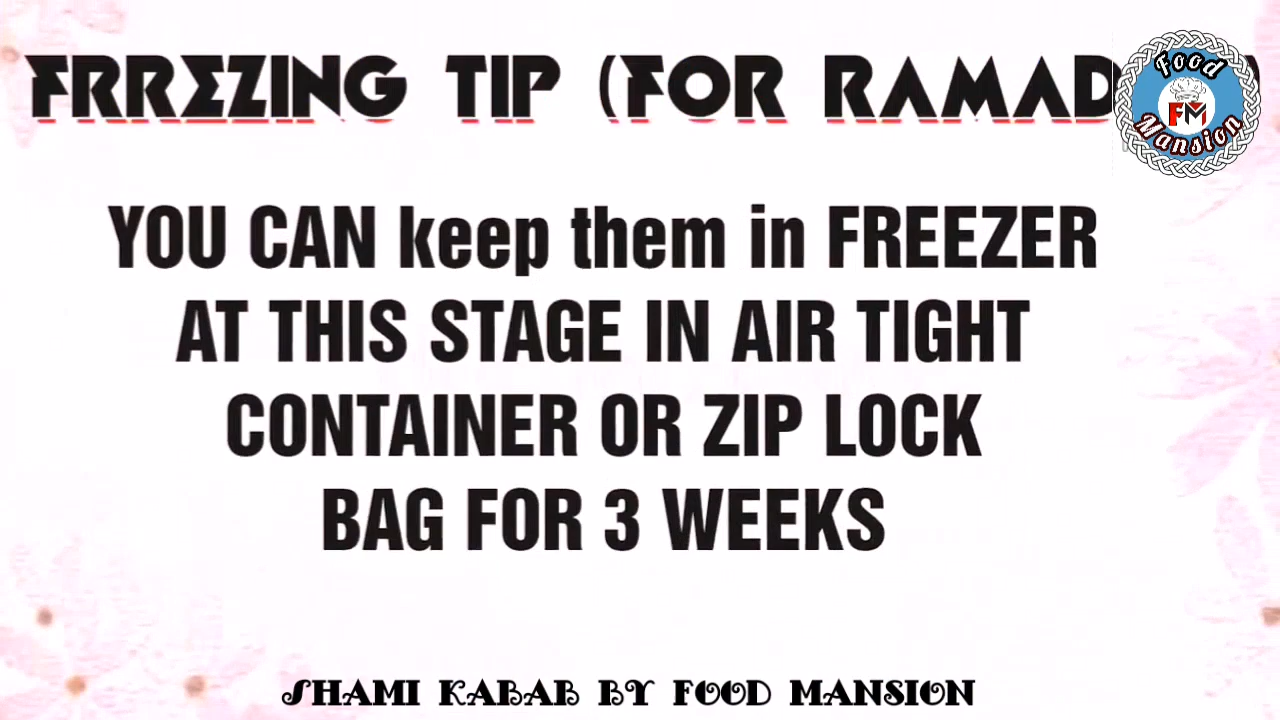 FRREZING TIP (FOR RAMAD
Food
FM
Mansion
YOU CAN keep them in FREEZER
AT THIS STAGE IN AIR TIGHT
CONTAINER OR ZIP LOCK
BAG FOR 3 WEEKS
SHAMI KABAB BY FOOD MANSION